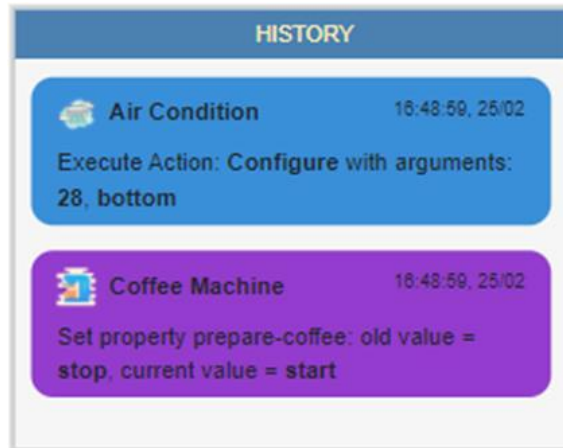 HISTORY
Air Condition
16:48:59, 25/02
Execute Action: Configure with arguments:
28, bottom
Coffee Machine
16:48:59, 25/02
Set property prepare-coffee: old value =
stop, current value = start